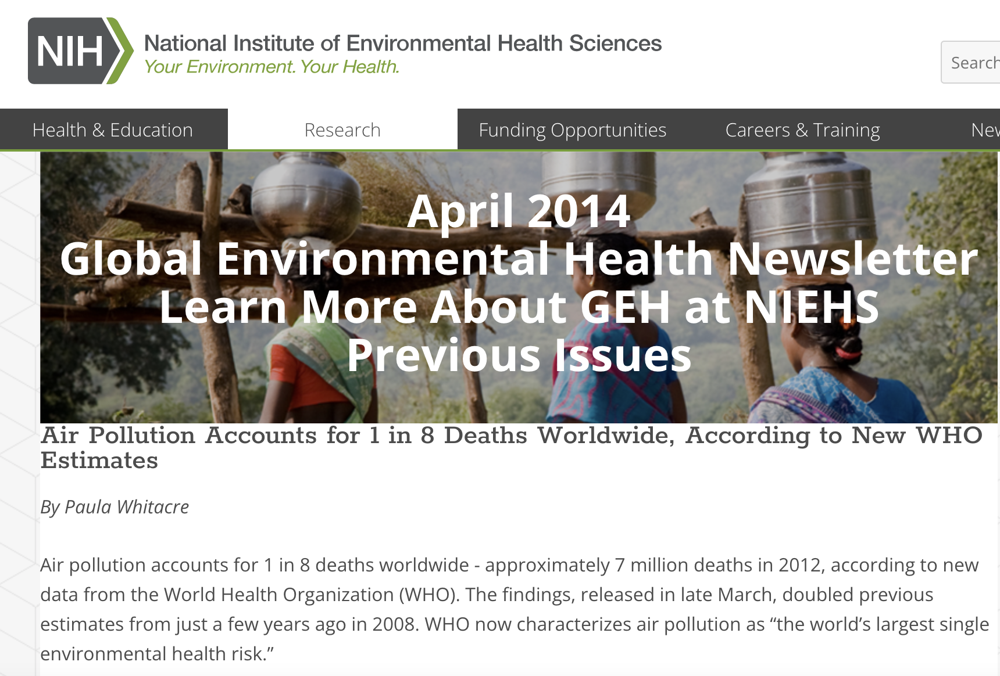 NIH
National Institute of Environmental Health Sciences
Your Environment. Your Health.
Search
Health & Education
Research
Funding Opportunities
Careers & Training
April 2014
Global Environmental Health Newsletter
Learn More About GEH at NIEHS
Previous Issues
Air Pollution Accounts for 1 in 8 Deaths Worldwide, According to New WHO
Estimates
By Paula Whitacre
Air pollution accounts for 1 in 8 deaths worldwide - approximately 7 million deaths in 2012, according to new
data from the World Health Organization (WHO). The findings, released in late March, doubled previous
estimates from just a few years ago in 2008. WHO now characterizes air pollution as “the world’s largest single
environmental health risk.”